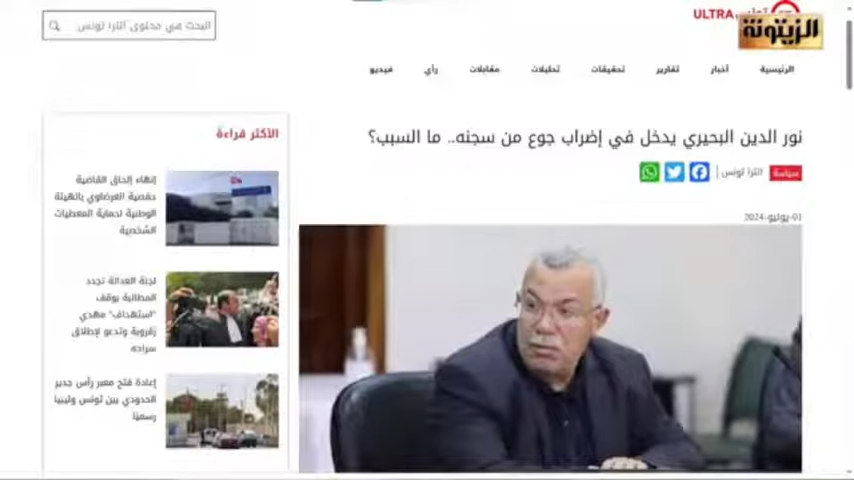 البحث في محتوى الترا تونس
ULTRA تونس
الزيتونة
الرئيسية
أخبار
تقارير
تحقيقات
تحليلات
مقابلات
رأي
فيديو
نور الدين البحيري يدخل في إضراب جوع من سجنه.. ما السبب؟
سياسة
الترا تونس
01-يوليو-2024
الأكثر قراءة
إنهاء إلحاق القاضية
حفصية العرضاوي بالهيئة
الوطنية لحماية المعطيات
الشخصية
لجنة العدالة تجدد
المطالبة بوقف
"استهداف" مهدي
زقروبة وتدعو لإطلاق
سراحه
إعادة فتح معبر رأس جدير
الحدودي بين تونس وليبيا
رسميًا